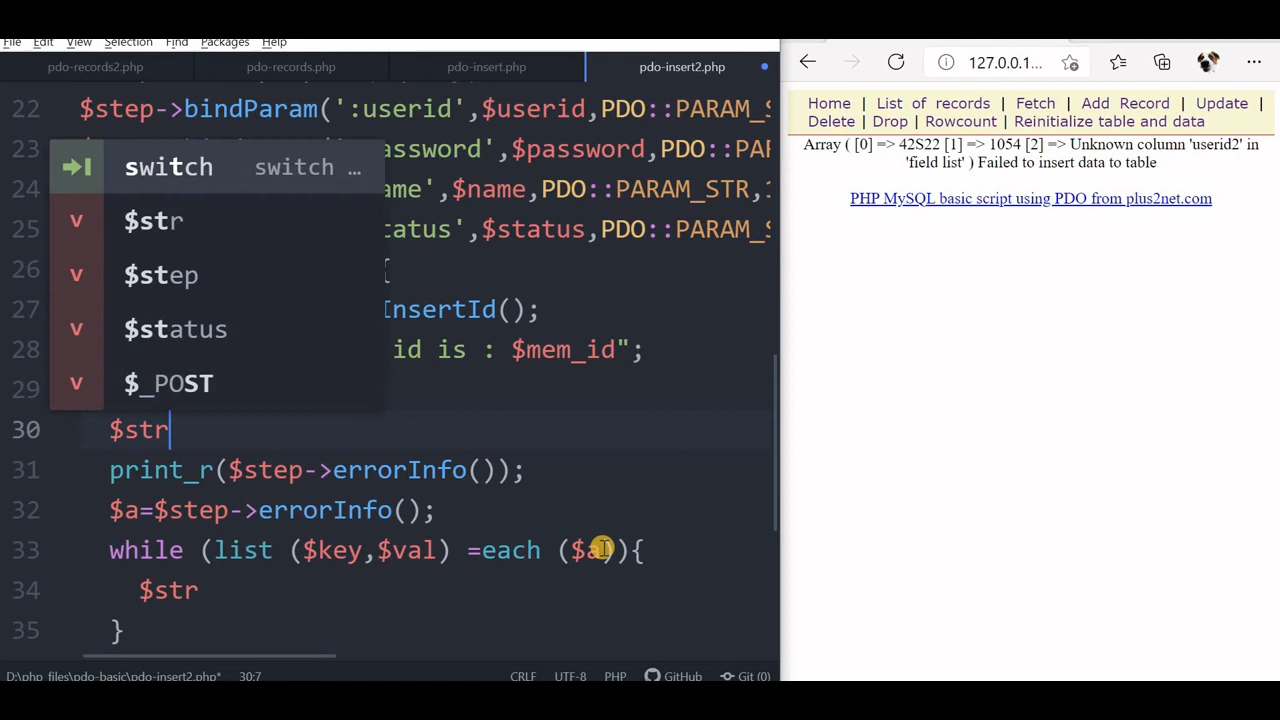 File Edit View Selection Find Packages Help
pdo-records2.php pdo-records.php pdo-insert.php pdo-insert2.php
22 $step->bindParam(':userid',$userid,PDO::PARAM_S
23 assword',$password,PDO::PAR
24 ame',$name,PDO::PARAM_STR,1
25 tatus',$status,PDO::PARAM_S
26 {
27 InsertId();
28 id is : $mem_id";
29
30 $str
31 print_r($step->errorInfo());
32 $a=$step->errorInfo();
33 while (list ($key,$val) =each ($a)){
34 $str
35 }
switch switch ...
v $str
v $step
v $status
v $_POST
D:\php_files\pdo-basic\pdo-insert2.php* 30:7 CRLF UTF-8 PHP GitHub Git (0)
127.0.0.1...
Home | List of records | Fetch | Add Record | Update |
Delete | Drop | Rowcount | Reinitialize table and data
Array ( [0] => 42S22 [1] => 1054 [2] => Unknown column 'userid2' in
'field list' ) Failed to insert data to table
PHP MySQL basic script using PDO from plus2net.com